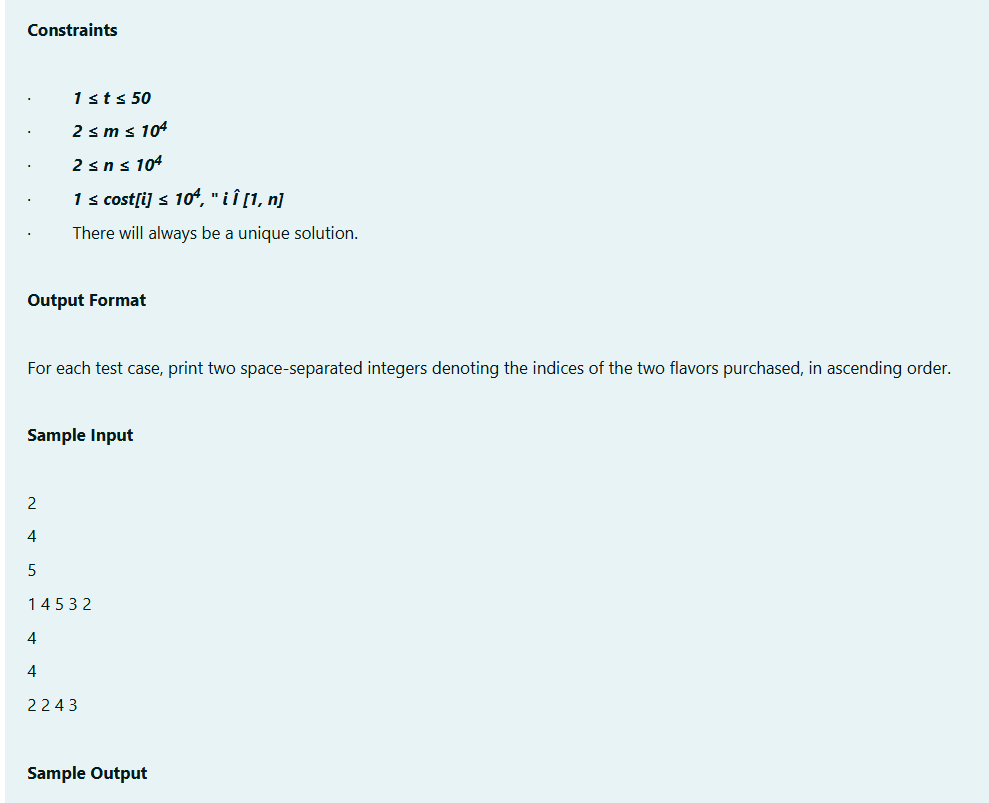 Constraints
· 1 ≤ t ≤ 50
· 2 ≤ m ≤ 10⁴
· 2 ≤ n ≤ 10⁴
· 1 ≤ cost[i] ≤ 10⁴, " i Î [1, n]
· There will always be a unique solution.
Output Format
For each test case, print two space-separated integers denoting the indices of the two flavors purchased, in ascending order.
Sample Input
2
4
5
1 4 5 3 2
4
4
2 2 4 3
Sample Output